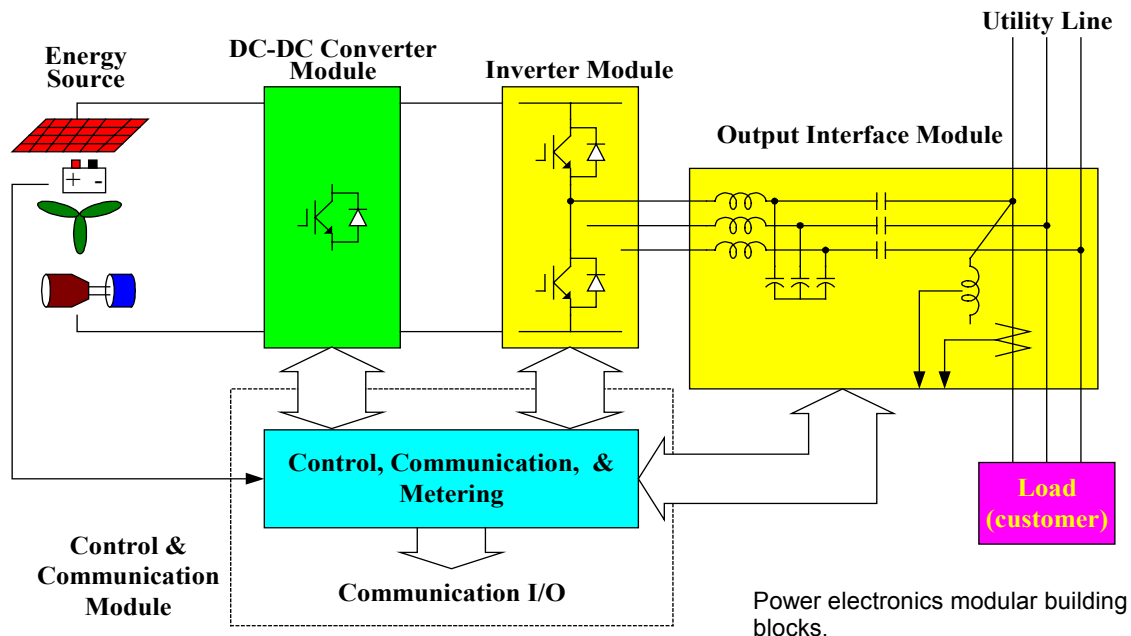 Utility Line
Energy
Source
DC-DC Converter
Module
Inverter Module
Output Interface Module
+ -
Control, Communication, &
Metering
Load
(customer)
Control &
Communication
Module
Communication I/O
Power electronics modular building
blocks.